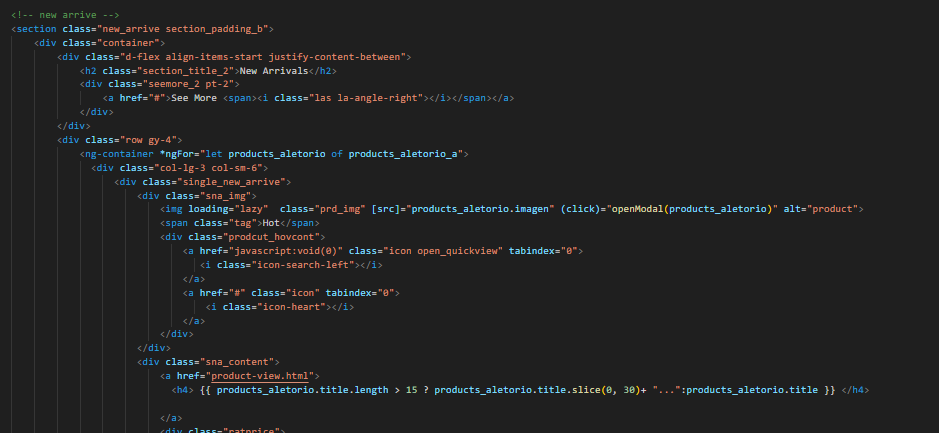 <!-- new arrive -->
<section class="new_arrive section_padding_b">
<div class="container">
<div class="d-flex align-items-start justify-content-between">
<h2 class="section_title_2">New Arrivals</h2>
<div class="seemore_2 pt-2">
<a href="#">See More <span><i class="las la-angle-right"></i></span></a>
</div>
</div>
<div class="row gy-4">
<ng-container *ngFor="let products_aletorio of products_aletorio_a">
<div class="col-lg-3 col-sm-6">
<div class="single_new_arrive">
<div class="sna_img">
<img loading="lazy"  class="prd_img" [src]="products_aletorio.imagen" (click)="openModal(products_aletorio)" alt="product">
<span class="tag">Hot</span>
<div class="prodcut_hovcont">
<a href="javascript:void(0)" class="icon open_quickview" tabindex="0">
<i class="icon-search-left"></i>
</a>
<a href="#" class="icon" tabindex="0">
<i class="icon-heart"></i>
</a>
</div>
</div>
<div class="sna_content">
<a href="product-view.html">
<h4> {{ products_aletorio.title.length > 15 ? products_aletorio.title.slice(0, 30)+ "...":products_aletorio.title }} </h4>
</a>
<div class="ratprice">